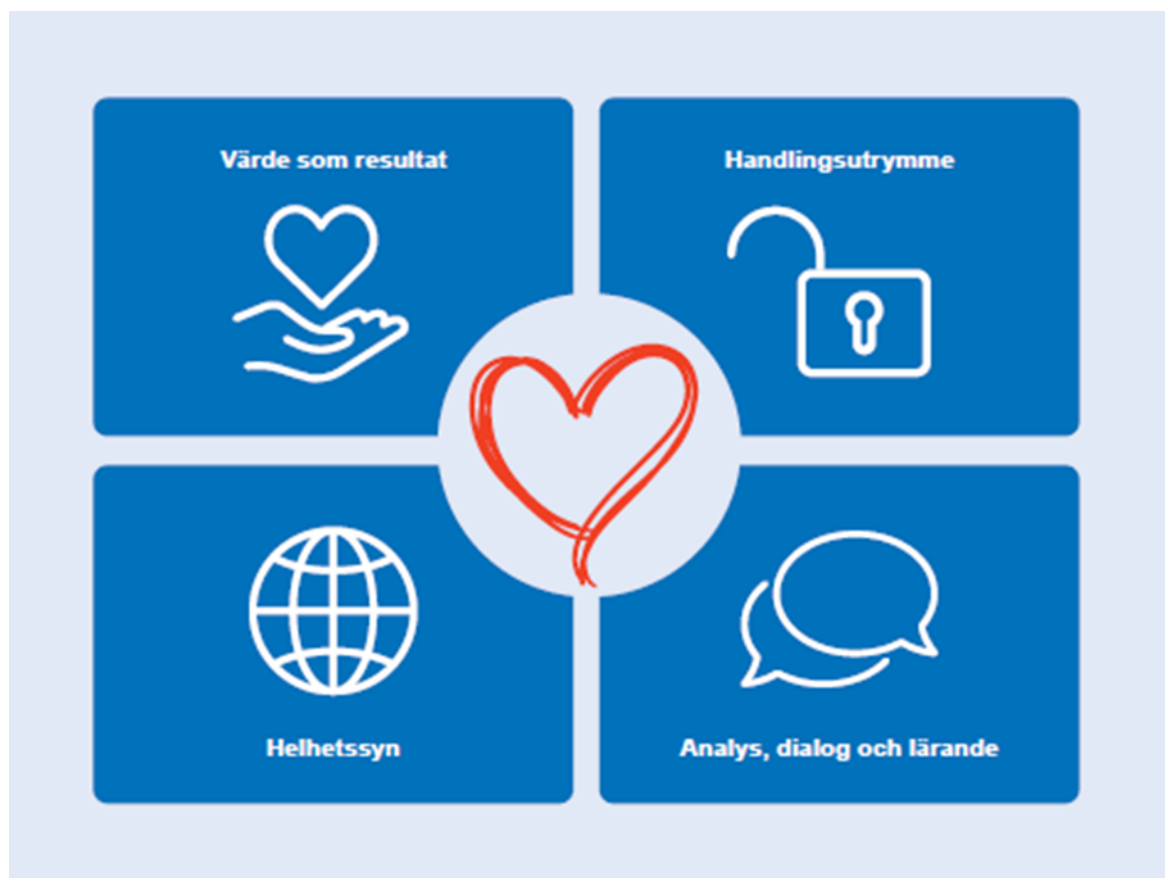 Värde som resultat
Handlingsutrymme
Helhetssyn
Analys, dialog och lärande